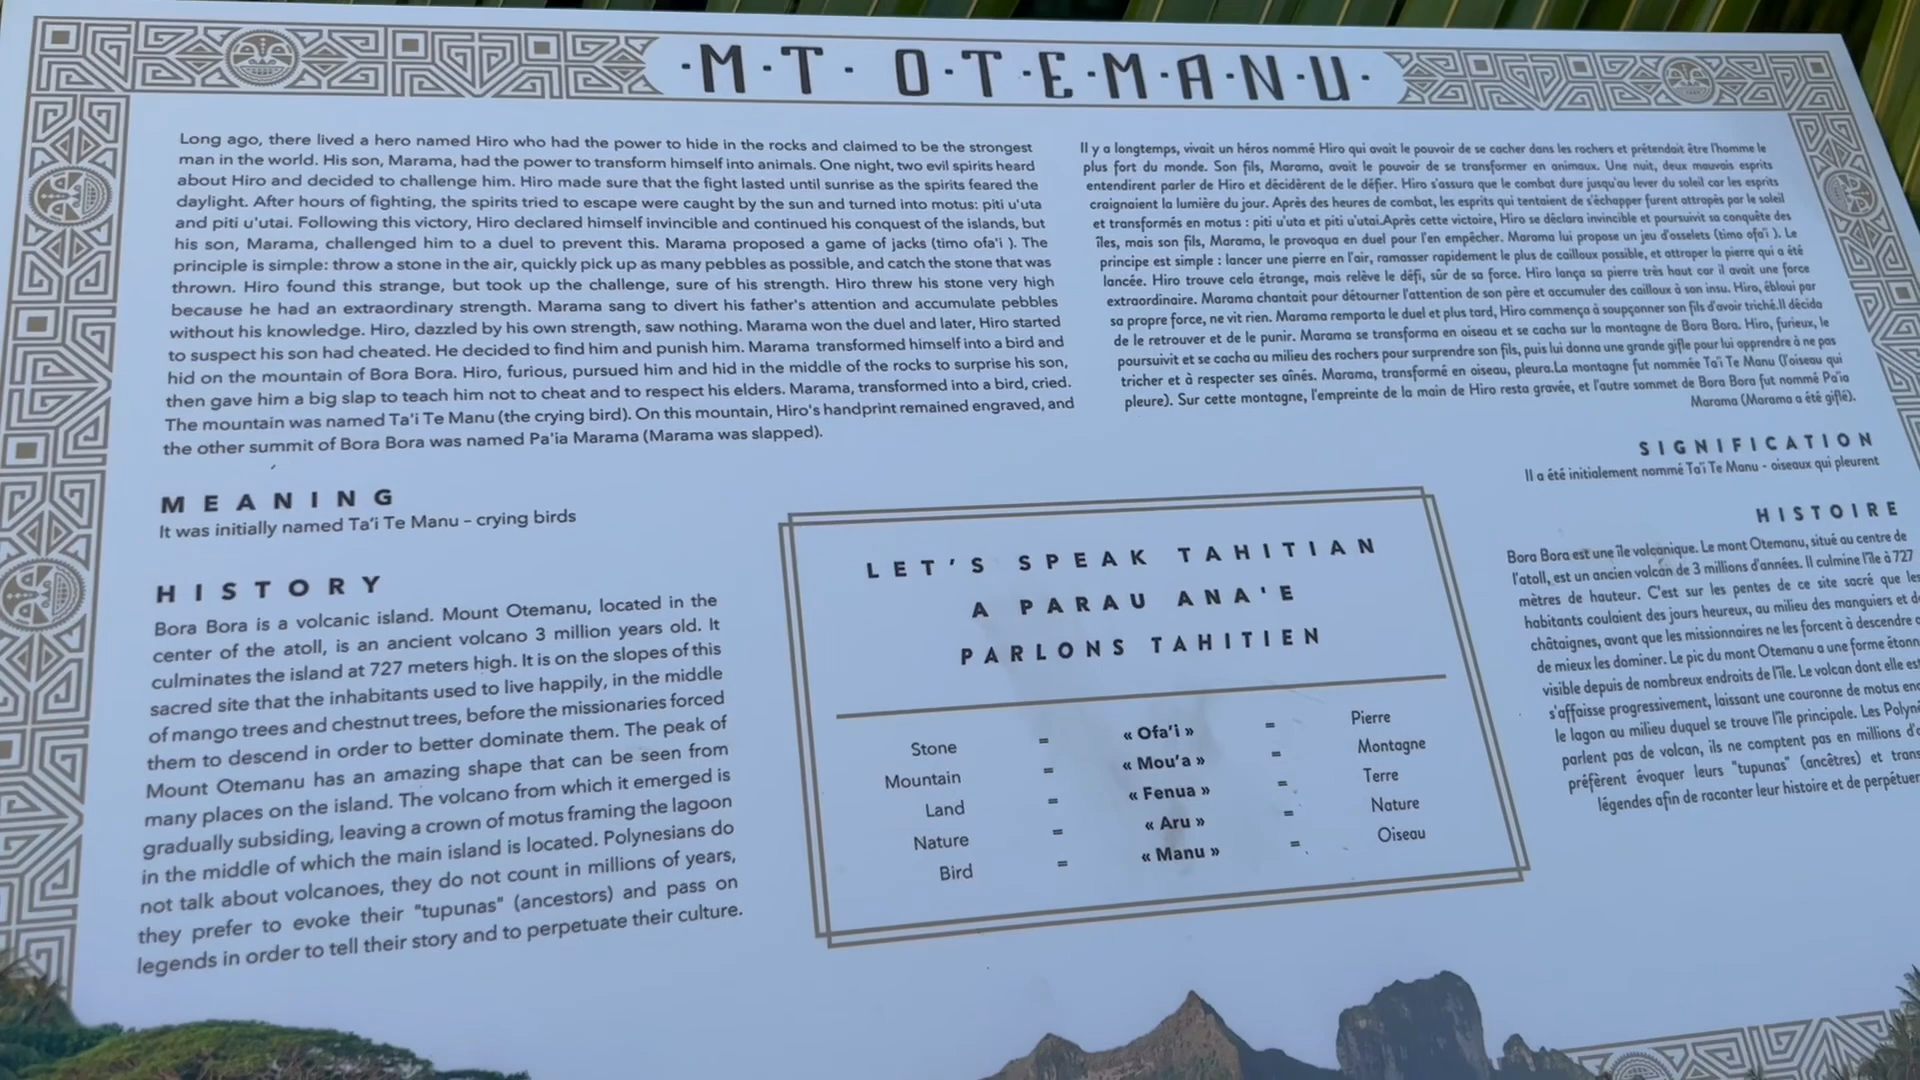 ·M·T· O·T·E·M·A·N·U·
Long ago, there lived a hero named Hiro who had the power to hide in the rocks and claimed to be the strongest
man in the world. His son, Marama, had the power to transform himself into animals. One night, two evil spirits heard
about Hiro and decided to challenge him. Hiro made sure that the fight lasted until sunrise as the spirits feared the
daylight. After hours of fighting, the spirits tried to escape were caught by the sun and turned into motus: piti u'uta
and piti u'utai. Following this victory, Hiro declared himself invincible and continued his conquest of the islands, but
his son, Marama, challenged him to a duel to prevent this. Marama proposed a game of jacks (timo ofa'i ). The
principle is simple: throw a stone in the air, quickly pick up as many pebbles as possible, and catch the stone that was
thrown. Hiro found this strange, but took up the challenge, sure of his strength. Hiro threw his stone very high
because he had an extraordinary strength. Marama sang to divert his father's attention and accumulate pebbles
without his knowledge. Hiro, dazzled by his own strength, saw nothing. Marama won the duel and later, Hiro started
to suspect his son had cheated. He decided to find him and punish him. Marama transformed himself into a bird and
hid on the mountain of Bora Bora. Hiro, furious, pursued him and hid in the middle of the rocks to surprise his son,
then gave him a big slap to teach him not to cheat and to respect his elders. Marama, transformed into a bird, cried.
The mountain was named Ta'i Te Manu (the crying bird). On this mountain, Hiro's handprint remained engraved, and
the other summit of Bora Bora was named Pa'ia Marama (Marama was slapped).
Il y a longtemps, vivait un héros nommé Hiro qui avait le pouvoir de se cacher dans les rochers et prétendait être l'homme le
plus fort du monde. Son fils, Marama, avait le pouvoir de se transformer en animaux. Une nuit, deux mauvais esprits
entendirent parler de Hiro et décidèrent de le défier. Hiro s'assura que le combat dure jusqu'au lever du soleil car les esprits
craignaient la lumière du jour. Après des heures de combat, les esprits qui tentaient de s'échapper furent attrapés par le soleil
et transformés en motus : piti u'uta et piti u'utai.Après cette victoire, Hiro se déclara invincible et poursuivit sa conquête des
îles, mais son fils, Marama, le provoqua en duel pour l'en empêcher. Marama lui propose un jeu d'osselets (timo ofa'i ). Le
principe est simple : lancer une pierre en l'air, ramasser rapidement le plus de cailloux possible, et attraper la pierre qui a été
lancée. Hiro trouve cela étrange, mais relève le défi, sûr de sa force. Hiro lança sa pierre très haut car il avait une force
extraordinaire. Marama chantait pour détourner l'attention de son père et accumuler des cailloux à son insu. Hiro, ébloui par
sa propre force, ne vit rien. Marama remporta le duel et plus tard, Hiro commença à soupçonner son fils d'avoir triché.Il décida
de le retrouver et de le punir. Marama se transforma en oiseau et se cacha sur la montagne de Bora Bora. Hiro, furieux, le
poursuivit et se cacha au milieu des rochers pour surprendre son fils, puis lui donna une grande gifle pour lui apprendre à ne pas
tricher et à respecter ses aînés. Marama, transformé en oiseau, pleura.La montagne fut nommée Ta'i Te Manu (l'oiseau qui
pleure). Sur cette montagne, l'empreinte de la main de Hiro resta gravée, et l'autre sommet de Bora Bora fut nommé Pa'ia
Marama (Marama a été giflé).
MEANING
It was initially named Ta'i Te Manu – crying birds
HISTORY
Bora Bora is a volcanic island. Mount Otemanu, located in the
center of the atoll, is an ancient volcano 3 million years old. It
culminates the island at 727 meters high. It is on the slopes of this
sacred site that the inhabitants used to live happily, in the middle
of mango trees and chestnut trees, before the missionaries forced
them to descend in order to better dominate them. The peak of
Mount Otemanu has an amazing shape that can be seen from
many places on the island. The volcano from which it emerged is
gradually subsiding, leaving a crown of motus framing the lagoon
in the middle of which the main island is located. Polynesians do
not talk about volcanoes, they do not count in millions of years,
they prefer to evoke their "tupunas" (ancestors) and pass on
legends in order to tell their story and to perpetuate their culture.
LET'S SPEAK TAHITIAN
A PARAU ANA'E
PARLONS TAHITIEN
Stone = « Ofa'i » = Pierre
Mountain = « Mou'a » = Montagne
Land = « Fenua » = Terre
Nature = « Aru » = Nature
Bird = « Manu » = Oiseau
SIGNIFICATION
Il a été initialement nommé Ta'i Te Manu - oiseaux qui pleurent
HISTOIRE
Bora Bora est une île volcanique. Le mont Otemanu, situé au centre de
l'atoll, est un ancien volcan de 3 millions d'années. Il culmine l'île à 727
mètres de hauteur. C'est sur les pentes de ce site sacré que les
habitants coulaient des jours heureux, au milieu des manguiers et
châtaignes, avant que les missionnaires ne les forcent à descendre
de mieux les dominer. Le pic du mont Otemanu a une forme
visible depuis de nombreux endroits de l'île. Le volcan dont elle
s'affaisse progressivement, laissant une couronne de motus
le lagon au milieu duquel se trouve l'île principale. Les
parlent pas de volcan, ils ne comptent pas en millions
préfèrent évoquer leurs "tupunas" (ancêtres) et
légendes afin de raconter leur histoire et de